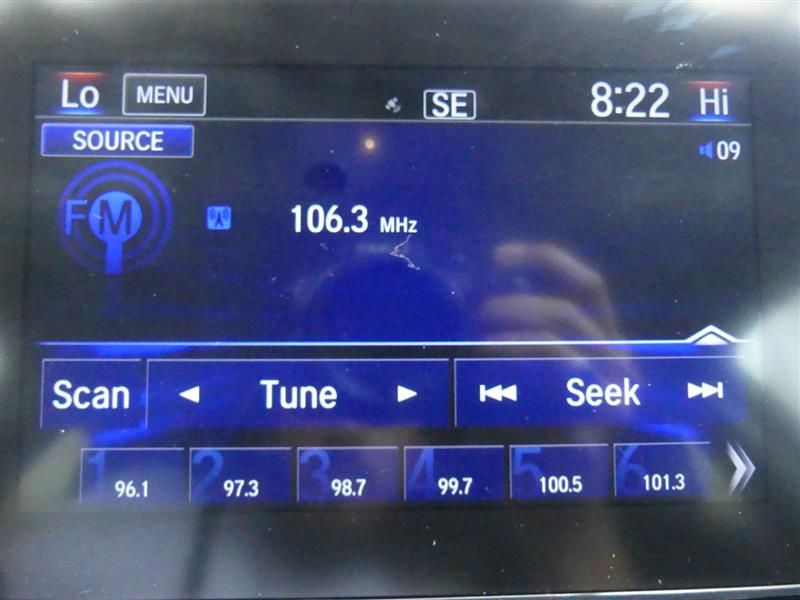 Lo MENU SE 8:22 Hi
SOURCE 09
FM 106.3 MHz
Scan Tune Seek
1 2 3 4 5 6
96.1 97.3 98.7 99.7 100.5 101.3